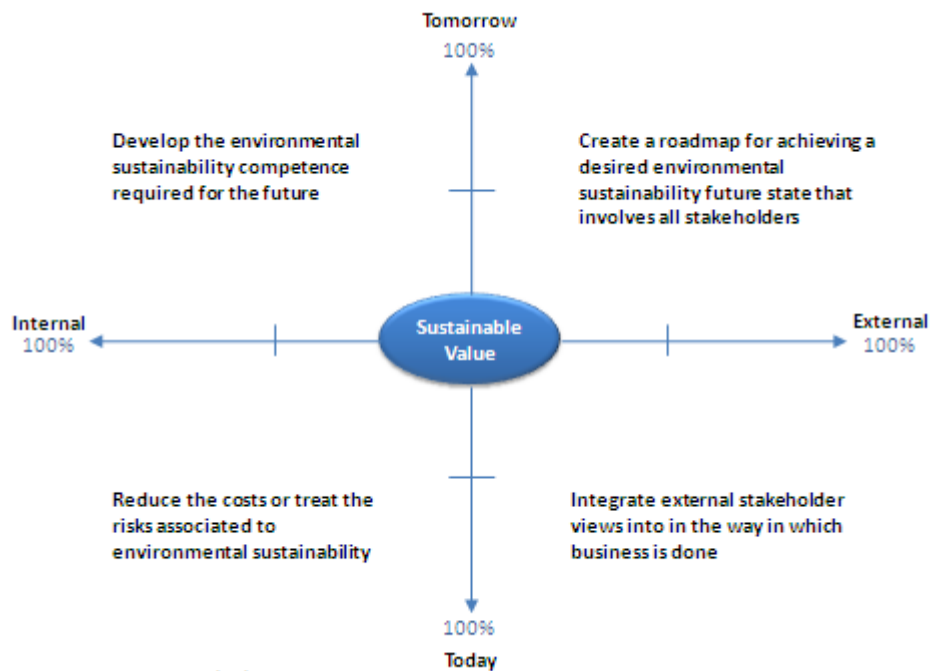 Tomorrow
100%
Develop the environmental
sustainability competence
required for the future
Create a roadmap for achieving a
desired environmental
sustainability future state that
involves all stakeholders
Internal
100%
Sustainable
Value
External
100%
Reduce the costs or treat the
risks associated to
environmental sustainability
Integrate external stakeholder
views into in the way in which
business is done
100%
Today